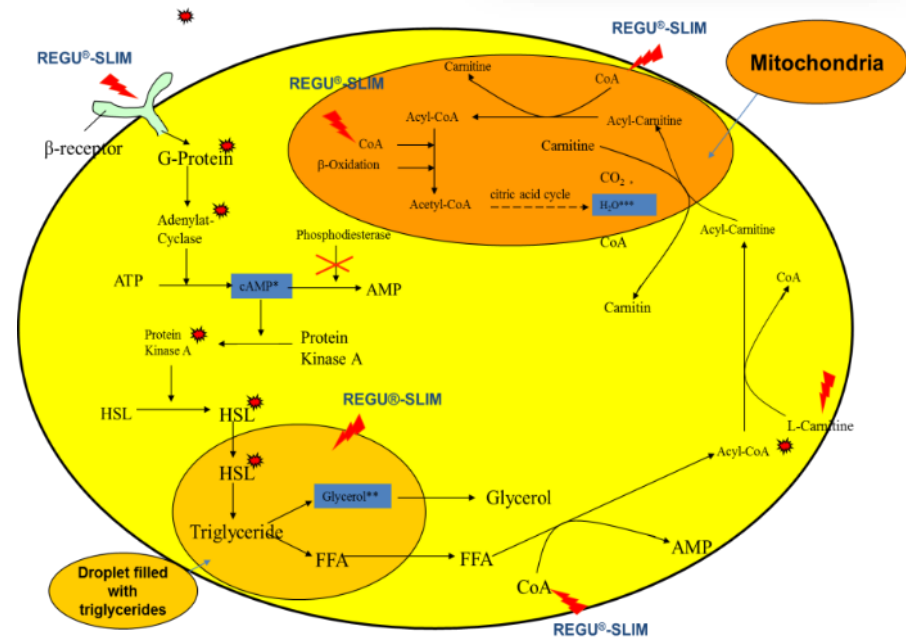 REGU®-SLIM
β-receptor
G-Protein
Adenylat-
Cyclase
ATP
cAMP*
Phosphodiesterase
AMP
Protein
Kinase A
Protein
Kinase A
HSL
HSL
HSL
Triglyceride
Glycerol**
Glycerol
FFA
FFA
REGU®-SLIM
Droplet filled
with
triglycerides
CoA
AMP
REGU®-SLIM
Acyl-CoA
L-Carnitine
CoA
Acyl-Carnitine
Carnitin
CoA
REGU®-SLIM
REGU®-SLIM
Carnitine
CoA
Acyl-CoA
Acyl-Carnitine
CoA
Carnitine
β-Oxidation
CO2 ,
Acetyl-CoA
citric acid cycle
H2O***
Mitochondria